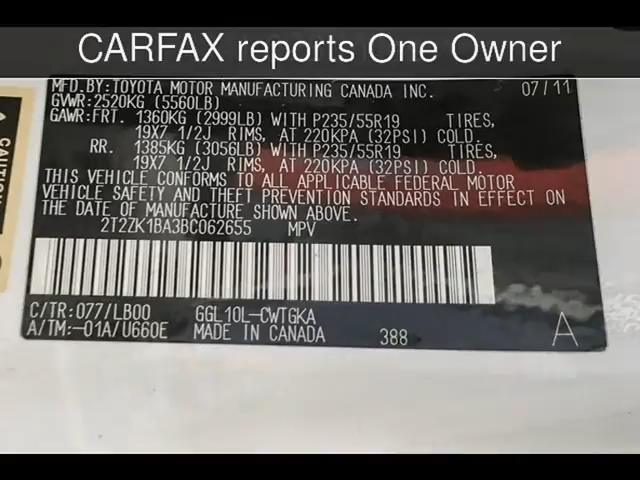 CARFAX reports One Owner
MFD.BY:TOYOTA MOTOR MANUFACTURING CANADA INC. 07/11
GVWR:2520KG (5560LB)
GAWR:FRT. 1360KG (2999LB) WITH P235/55R19 TIRES,
19X7 1/2J RIMS, AT 220KPA (32PSI) COLD.
RR. 1385KG (3056LB) WITH P235/55R19 TIRES,
19X7 1/2J RIMS, AT 220KPA (32PSI) COLD.
THIS VEHICLE CONFORMS TO ALL APPLICABLE FEDERAL MOTOR
VEHICLE SAFETY AND THEFT PREVENTION STANDARDS IN EFFECT ON
THE DATE OF MANUFACTURE SHOWN ABOVE.
2T2ZK1BA3BC062655 MPV
C/TR:077/LB00 GGL10L-CWTGKA
A/TM:-01A/U660E MADE IN CANADA 388 A
CAUTION